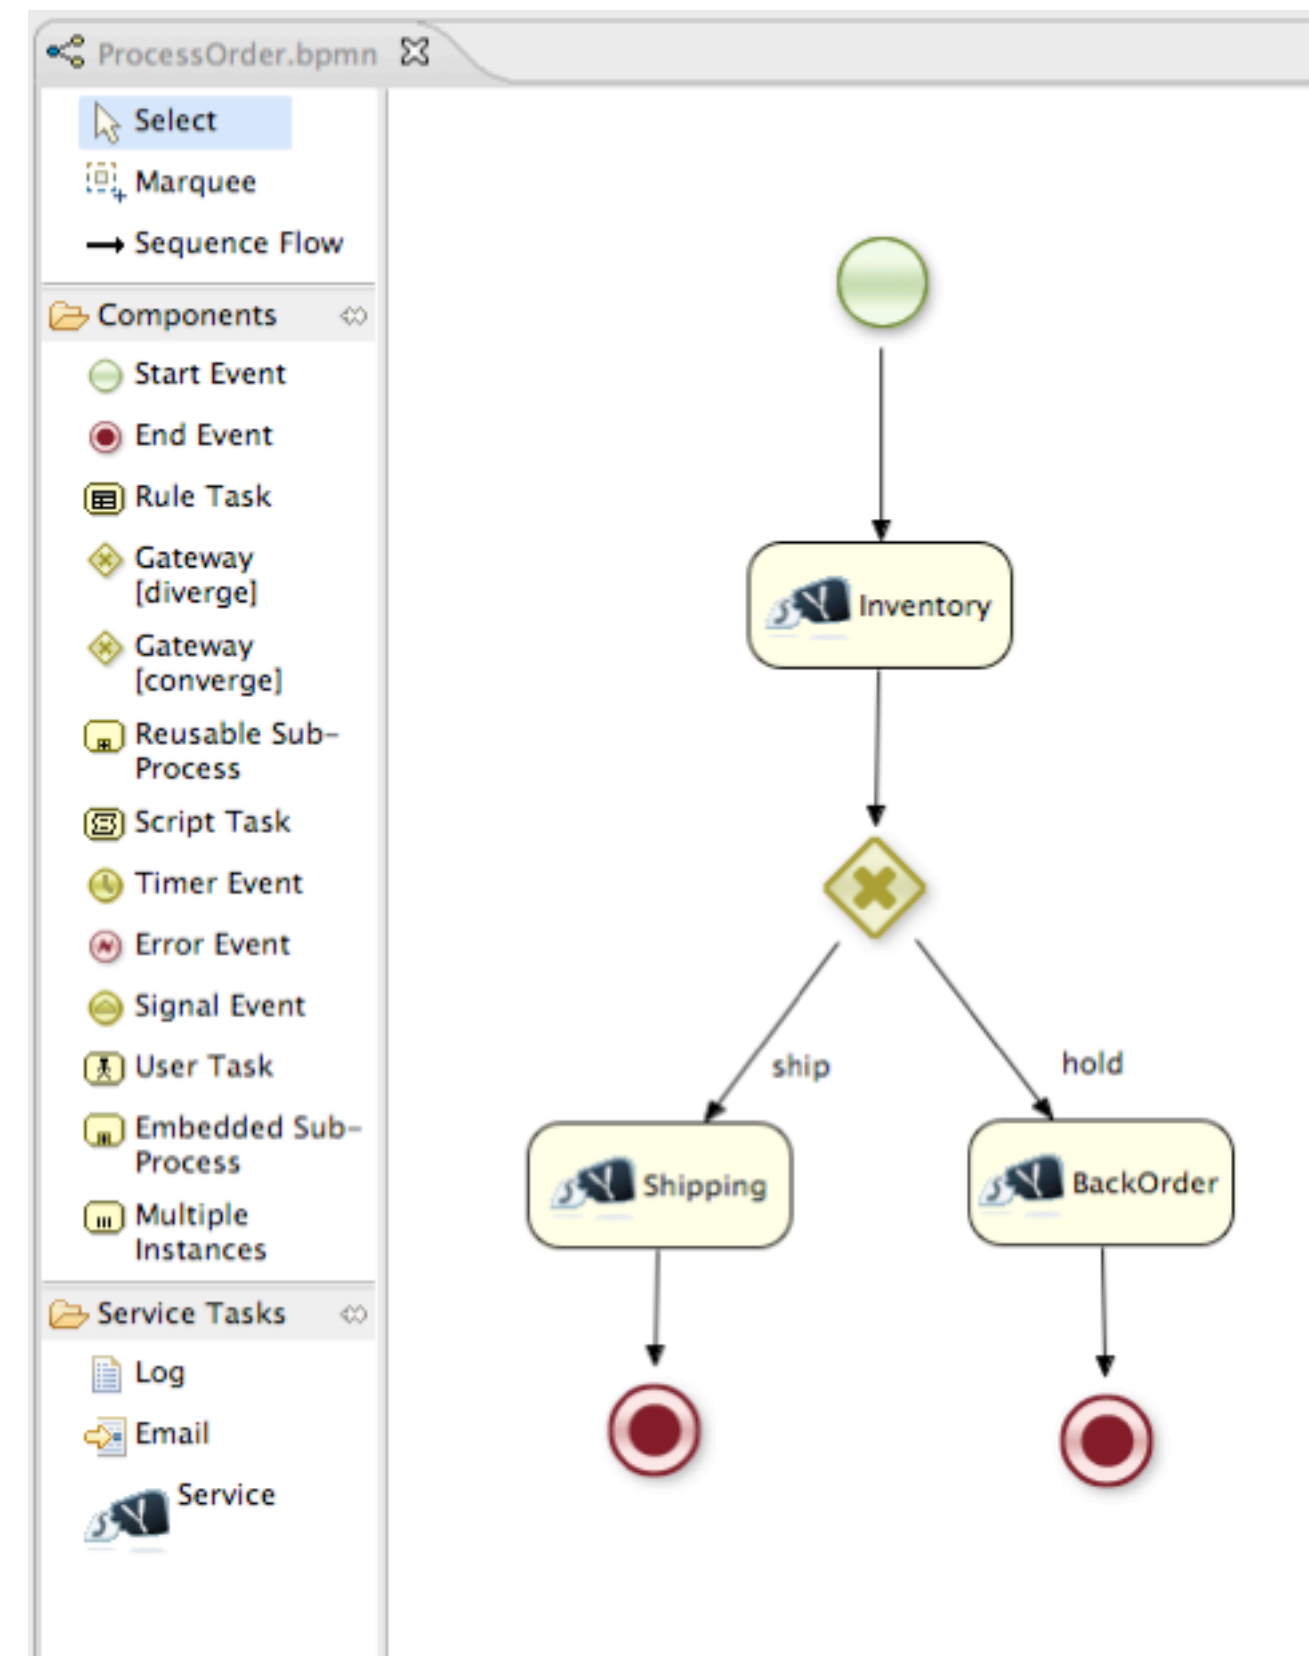 ProcessOrder.bpmn
Select
Marquee
Sequence Flow
Components
Start Event
End Event
Rule Task
Gateway
[diverge]
Gateway
[converge]
Reusable Sub-
Process
Script Task
Timer Event
Error Event
Signal Event
User Task
Embedded Sub-
Process
Multiple
Instances
Service Tasks
Log
Email
Service
Inventory
ship
hold
Shipping
BackOrder